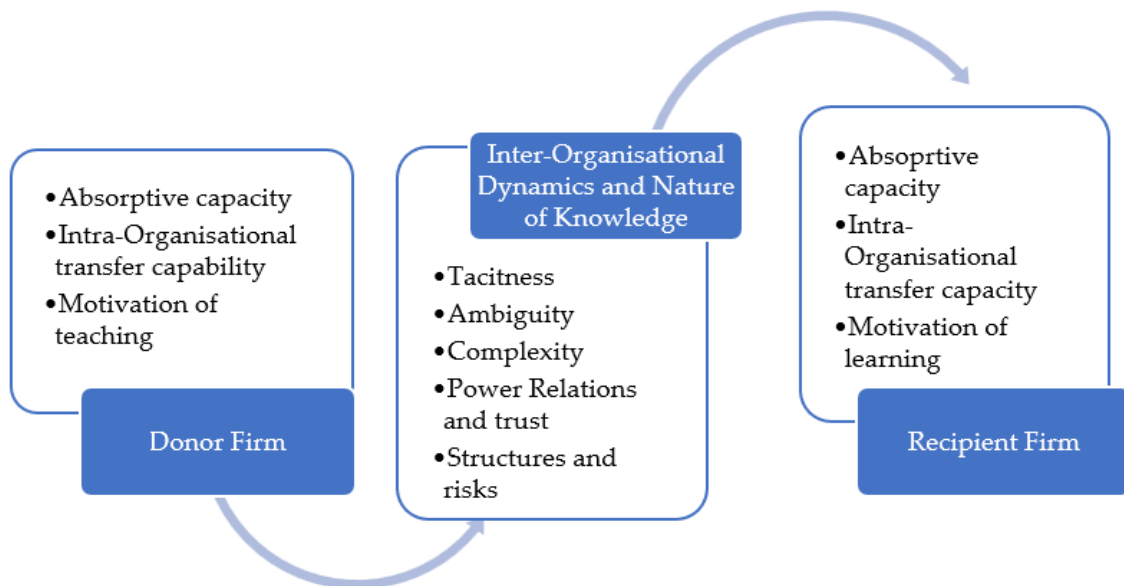 •Absorptive capacity
•Intra-Organisational
transfer capability
•Motivation of
teaching
Donor Firm
Inter-Organisational
Dynamics and Nature
of Knowledge
•Tacitness
•Ambiguity
•Complexity
•Power Relations
and trust
•Structures and
risks
•Absoprtive
capacity
•Intra-
Organisational
transfer capacity
•Motivation of
learning
Recipient Firm